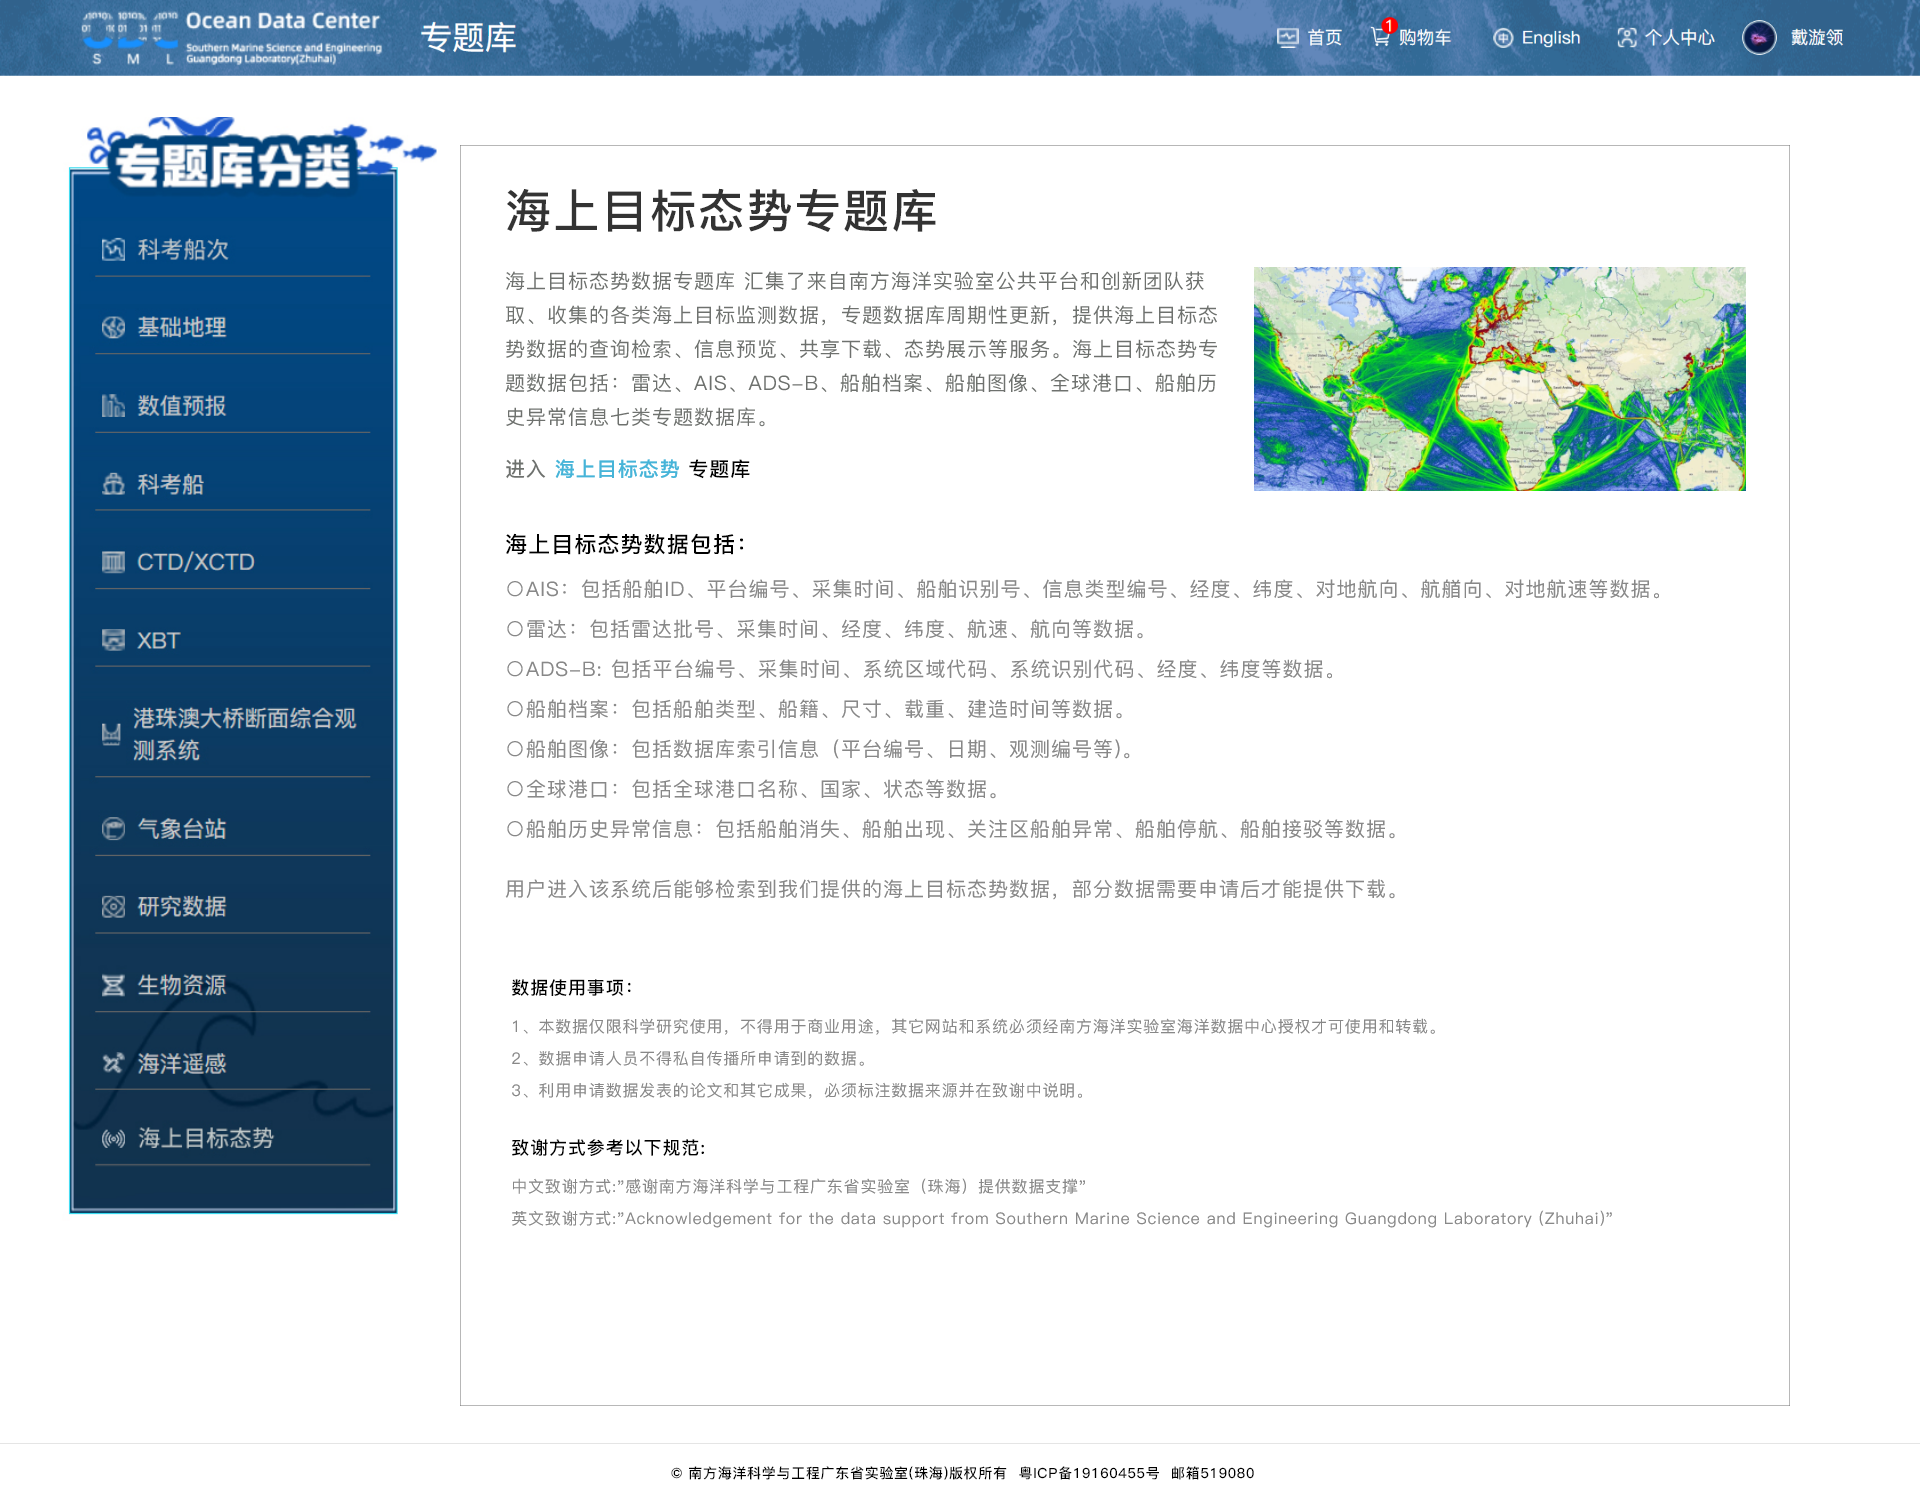 Ocean Data Center
Southern Marine Science and Engineering
Guangdong Laboratory(Zhuhai)
S M L
专题库
首页
1
购物车
English
个人中心
戴漩领
专题库分类
科考船次
基础地理
数值预报
科考船
CTD/XCTD
XBT
港珠澳大桥断面综合观
测系统
气象台站
研究数据
生物资源
海洋遥感
海上目标态势
海上目标态势专题库
海上目标态势数据专题库 汇集了来自南方海洋实验室公共平台和创新团队获
取、收集的各类海上目标监测数据，专题数据库周期性更新，提供海上目标态
势数据的查询检索、信息预览、共享下载、态势展示等服务。海上目标态势专
题数据包括：雷达、AIS、ADS-B、船舶档案、船舶图像、全球港口、船舶历
史异常信息七类专题数据库。
进入 海上目标态势 专题库
海上目标态势数据包括：
〇AIS：包括船舶ID、平台编号、采集时间、船舶识别号、信息类型编号、经度、纬度、对地航向、航艏向、对地航速等数据。
〇雷达：包括雷达批号、采集时间、经度、纬度、航速、航向等数据。
〇ADS-B: 包括平台编号、采集时间、系统区域代码、系统识别代码、经度、纬度等数据。
〇船舶档案：包括船舶类型、船籍、尺寸、载重、建造时间等数据。
〇船舶图像：包括数据库索引信息（平台编号、日期、观测编号等)。
〇全球港口：包括全球港口名称、国家、状态等数据。
〇船舶历史异常信息：包括船舶消失、船舶出现、关注区船舶异常、船舶停航、船舶接驳等数据。
用户进入该系统后能够检索到我们提供的海上目标态势数据，部分数据需要申请后才能提供下载。
数据使用事项：
1、本数据仅限科学研究使用，不得用于商业用途，其它网站和系统必须经南方海洋实验室海洋数据中心授权才可使用和转载。
2、数据申请人员不得私自传播所申请到的数据。
3、利用申请数据发表的论文和其它成果，必须标注数据来源并在致谢中说明。
致谢方式参考以下规范:
中文致谢方式:”感谢南方海洋科学与工程广东省实验室（珠海）提供数据支撑”
英文致谢方式:”Acknowledgement for the data support from Southern Marine Science and Engineering Guangdong Laboratory (Zhuhai)”
© 南方海洋科学与工程广东省实验室(珠海)版权所有 粤ICP备19160455号 邮箱519080